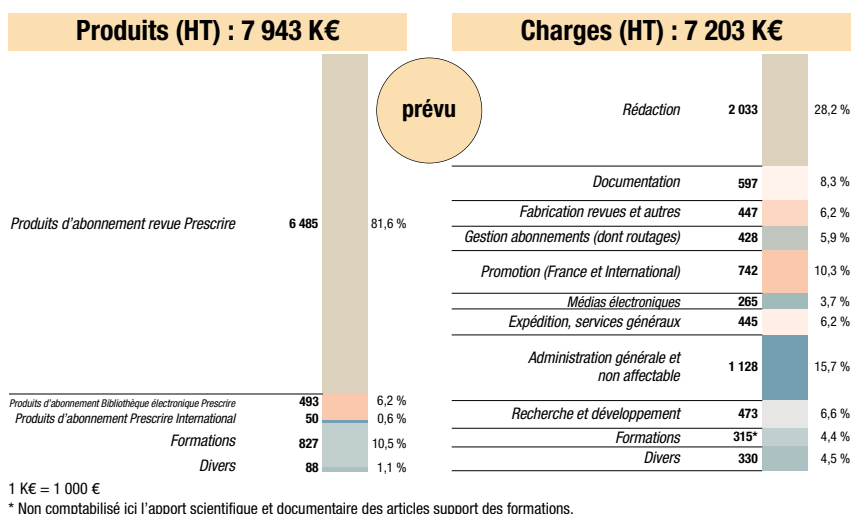 Produits (HT) : 7 943 K€
Produits d'abonnement revue Prescrire 6 485 81,6 %
Produits d'abonnement Bibliothèque électronique Prescrire 493 6,2 %
Produits d'abonnement Prescrire International 50 0,6 %
Formations 827 10,5 %
Divers 88 1,1 %
prévu
Charges (HT) : 7 203 K€
Rédaction 2 033 28,2 %
Documentation 597 8,3 %
Fabrication revues et autres 447 6,2 %
Gestion abonnements (dont routages) 428 5,9 %
Promotion (France et International) 742 10,3 %
Médias électroniques 265 3,7 %
Expédition, services généraux 445 6,2 %
Administration générale et
non affectable 1 128 15,7 %
Recherche et développement 473 6,6 %
Formations 315* 4,4 %
Divers 330 4,5 %
1 K€ = 1 000 €
* Non comptabilisé ici l'apport scientifique et documentaire des articles support des formations.